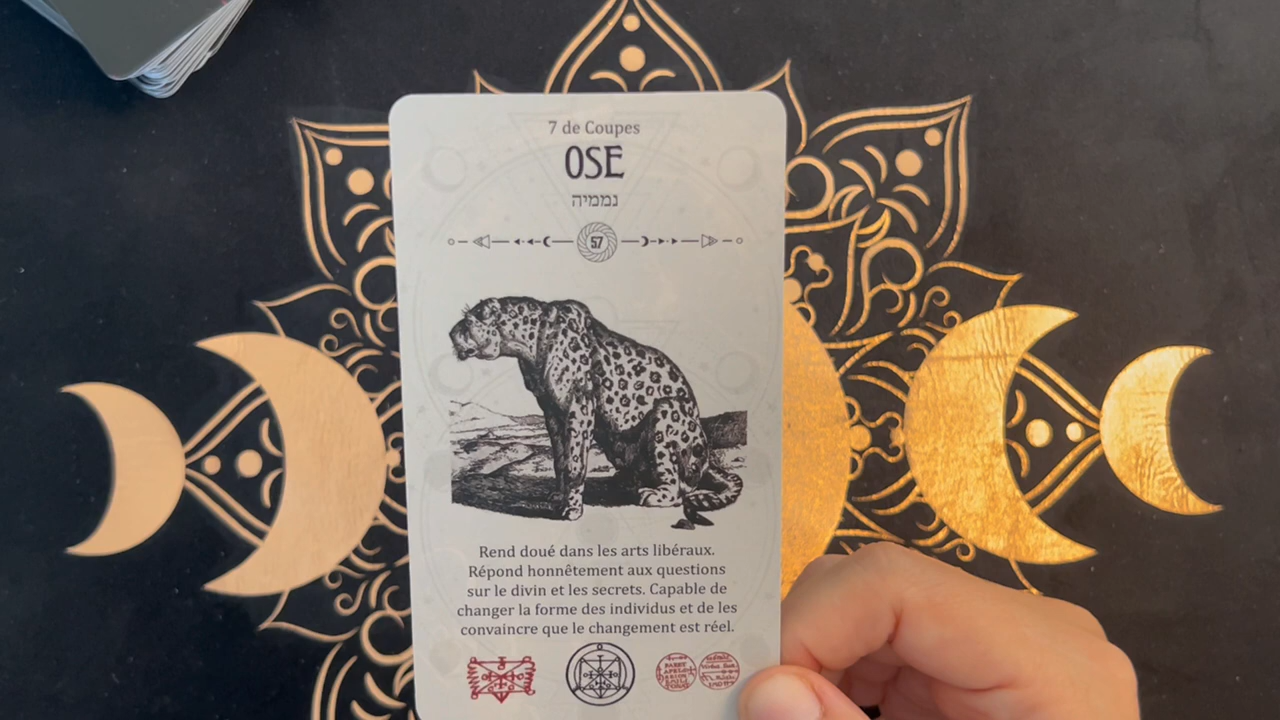 7 de Coupes
OSE
נממיה
57
Rend doué dans les arts libéraux.
Répond honnêtement aux questions
sur le divin et les secrets. Capable de
changer la forme des individus et de les
convaincre que le changement est réel.